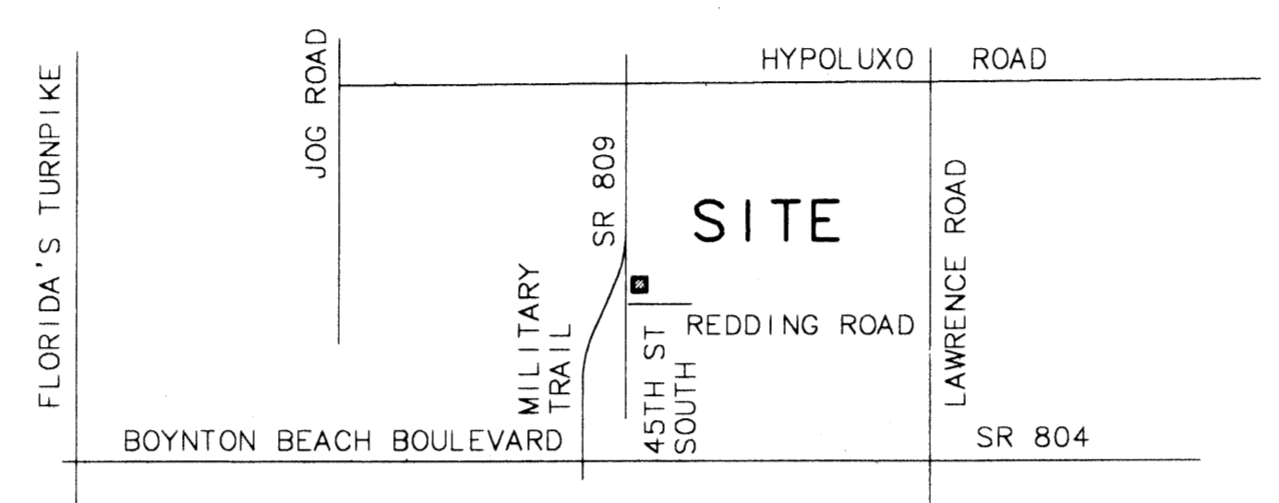 HYPOLUXO ROAD
JOG ROAD
FLORIDA'S TURNPIKE
SR 809
SITE
LAWRENCE ROAD
MILITARY
TRAIL
REDDING ROAD
45TH ST
SOUTH
BOYNTON BEACH BOULEVARD
SR 804